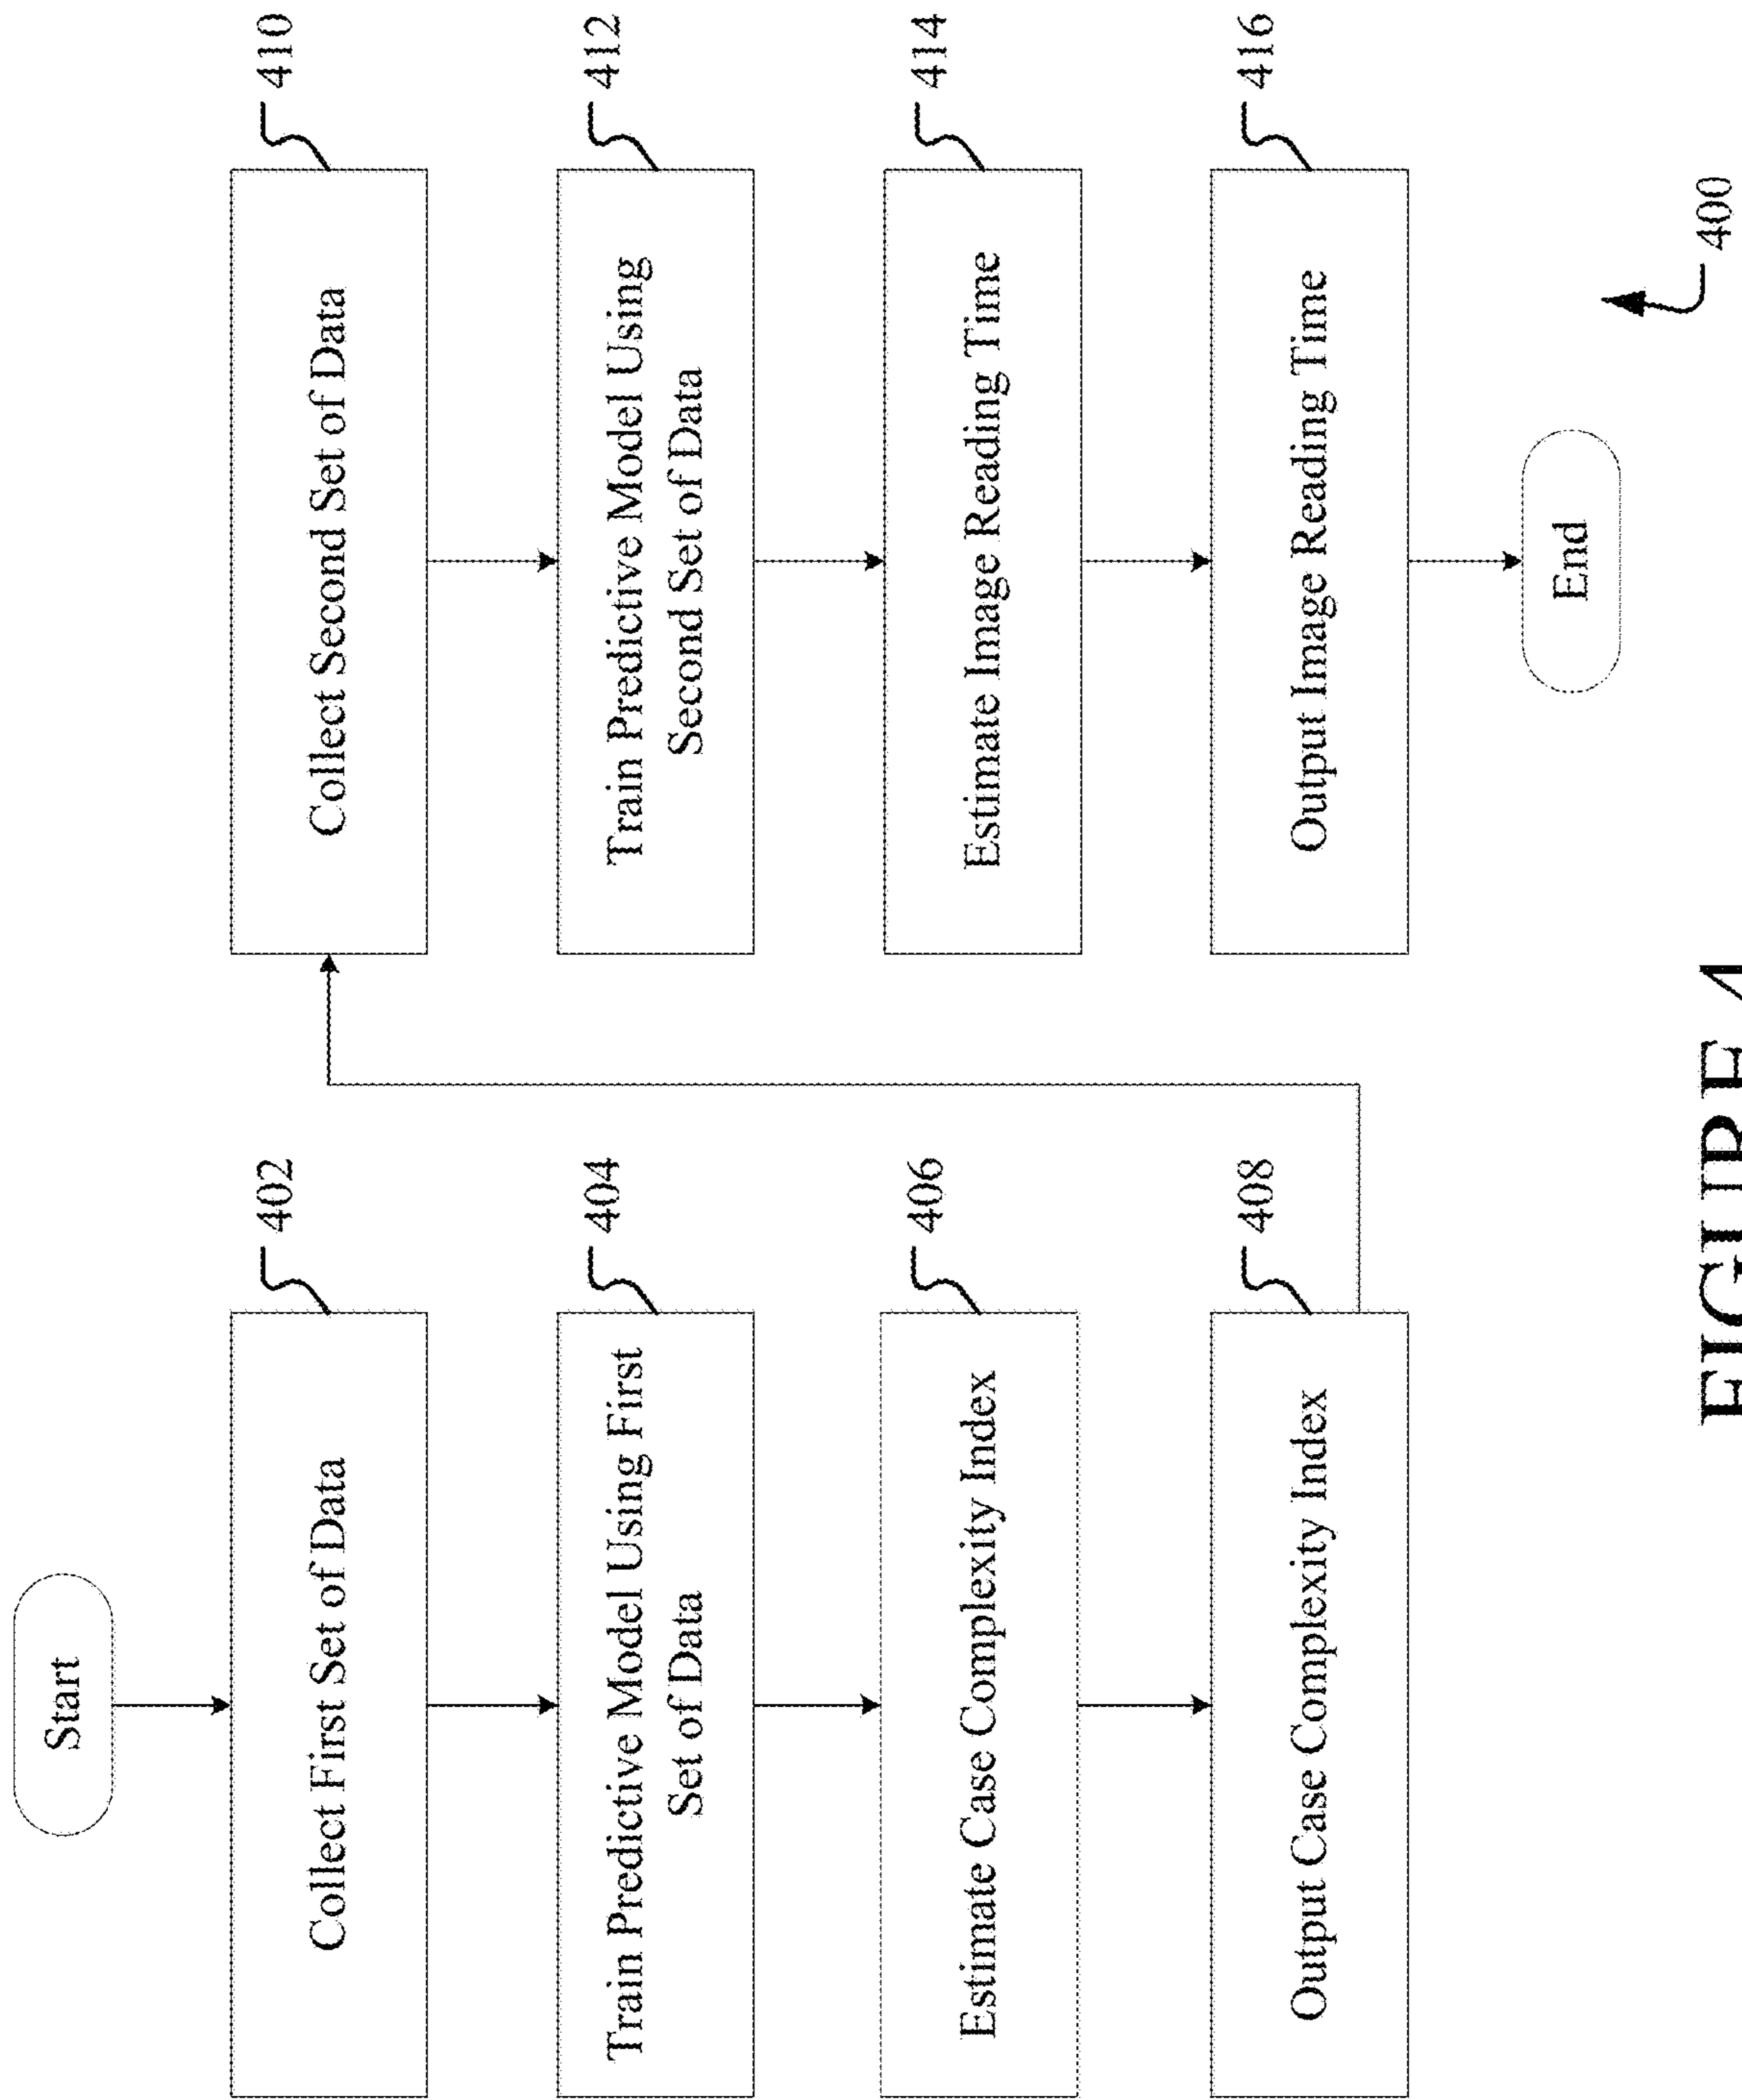 Start
Collect First Set of Data
402
Train Predictive Model Using First
Set of Data
404
Estimate Case Complexity Index
406
Output Case Complexity Index
408
Collect Second Set of Data
410
Train Predictive Model Using
Second Set of Data
412
Estimate Image Reading Time
414
Output Image Reading Time
416
End
400
FIGURE 4